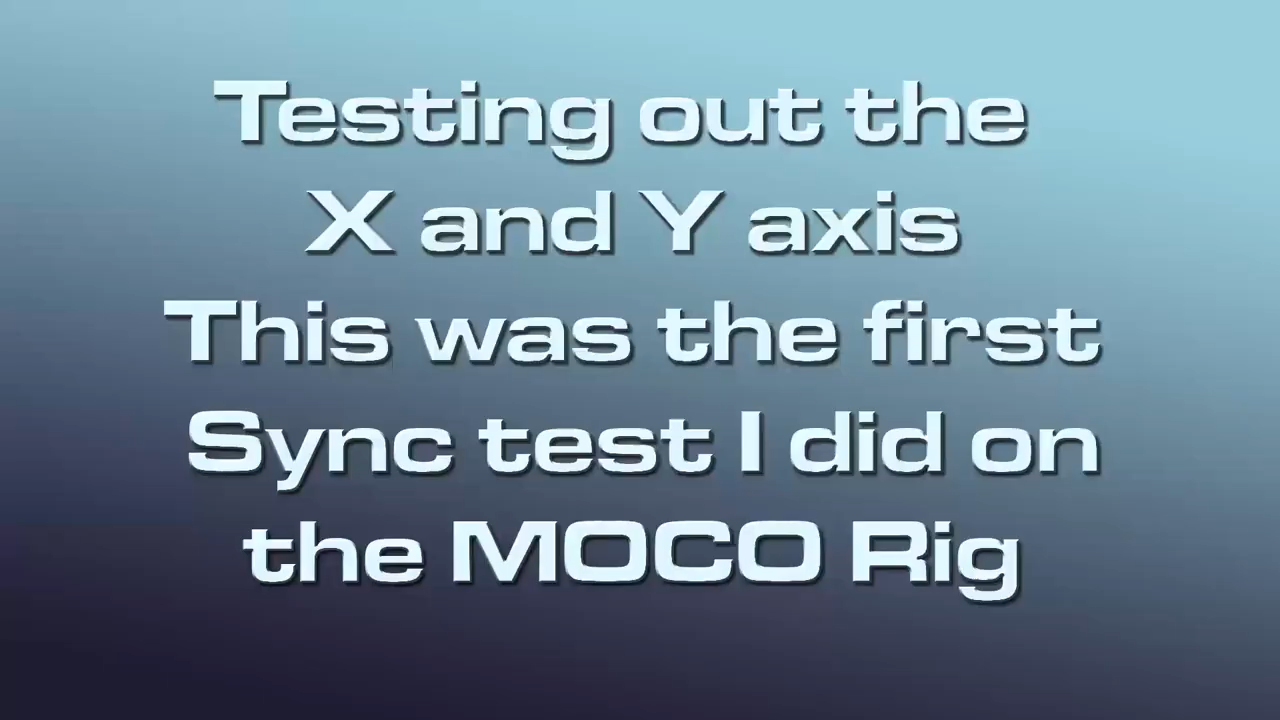 Testing out the
X and Y axis
This was the first
Sync test I did on
the MOCO Rig